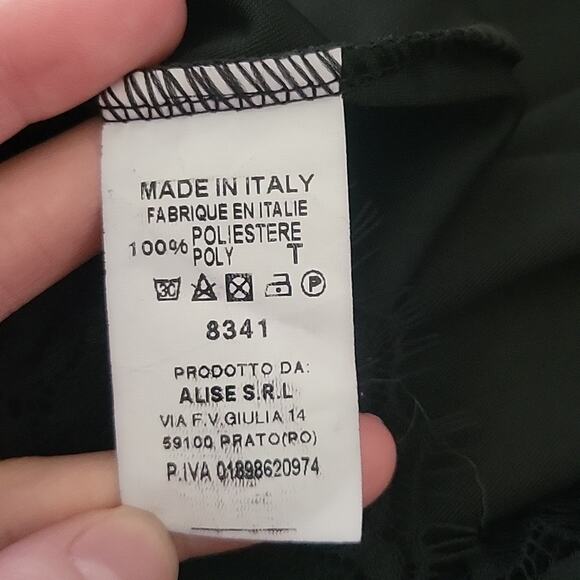 MADE IN ITALY
FABRIQUE EN ITALIE
100% POLIESTERE
POLY T
30 P
8341
PRODOTTO DA:
ALISE S.R.L
VIA F.V.GIULIA 14
59100 PRATO(PO)
P.IVA 01898620974